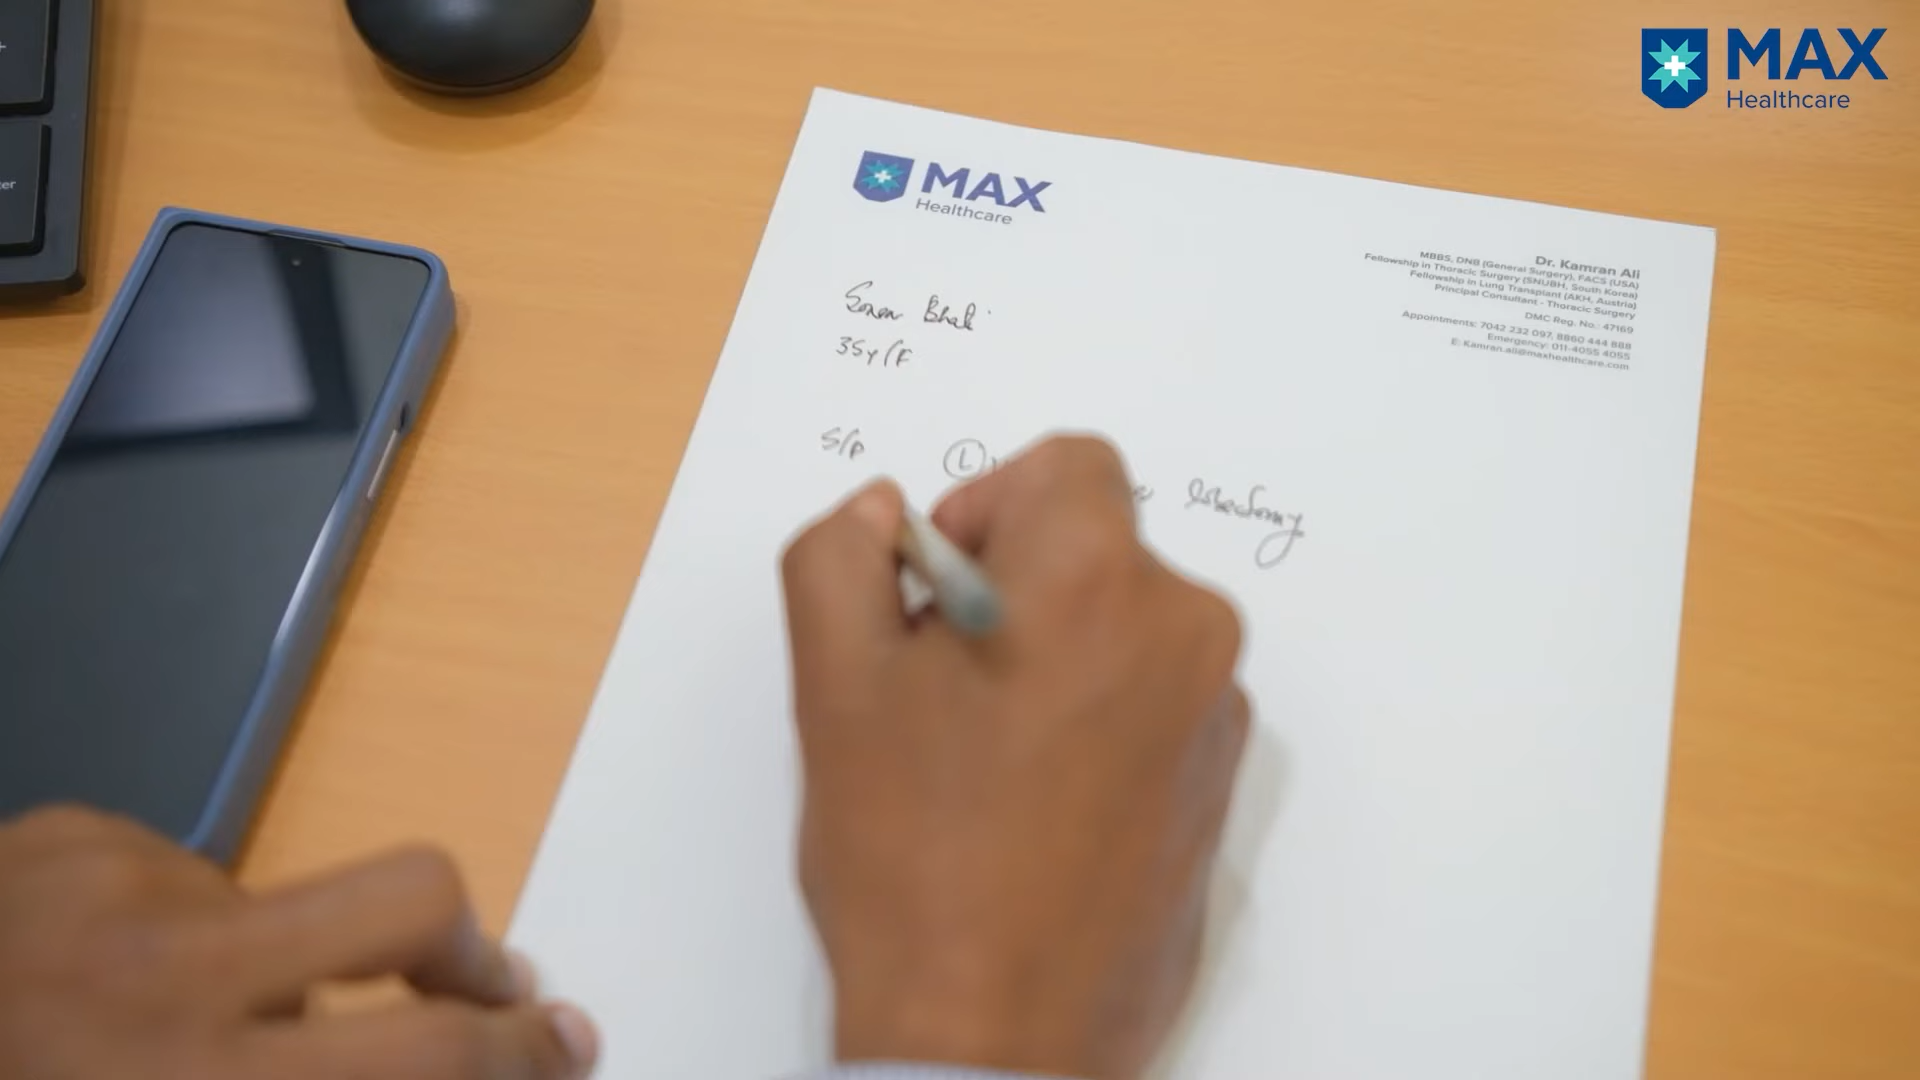 MAX
Healthcare
MAX
Healthcare
Dr. Kamran Ali
MBBS, DNB (General Surgery), FACS (USA)
Fellowship in Thoracic Surgery (SNUBH, South Korea)
Fellowship in Lung Transplant (AKH, Austria)
Principal Consultant - Thoracic Surgery
DMC Reg. No.: 47169
Appointments: 7042 232 097, 8860 444 888
Emergency: 011-4055 4055
E: Kamran.ali@maxhealthcare.com
35y/F
S/P (L) lobectomy